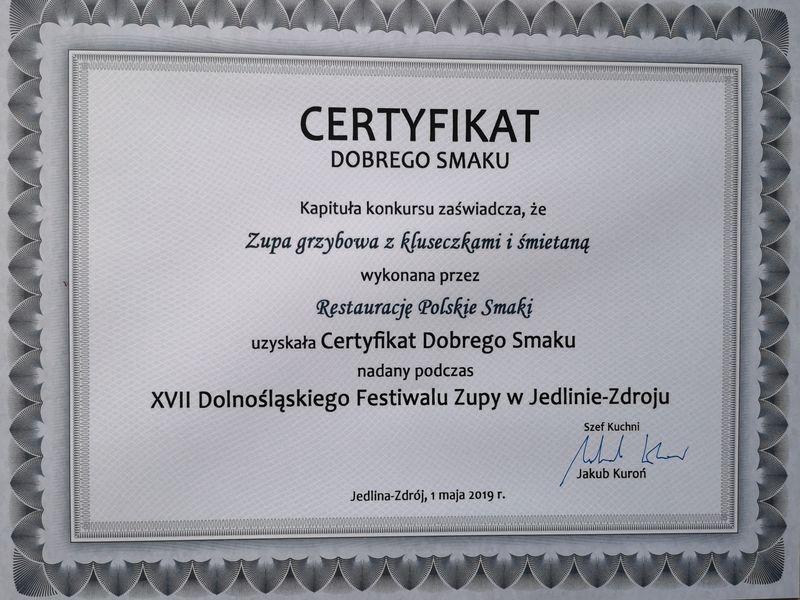 CERTYFIKAT
DOBREGO SMAKU
Kapituła konkursu zaświadcza, że
Zupa grzybowa z kluseczkami i śmietaną
wykonana przez
Restaurację Polskie Smaki
uzyskała Certyfikat Dobrego Smaku
nadany podczas
XVII Dolnośląskiego Festiwalu Zupy w Jedlinie-Zdroju
Szef Kuchni
Jakub Kuroń
Jedlina-Zdrój, 1 maja 2019 r.